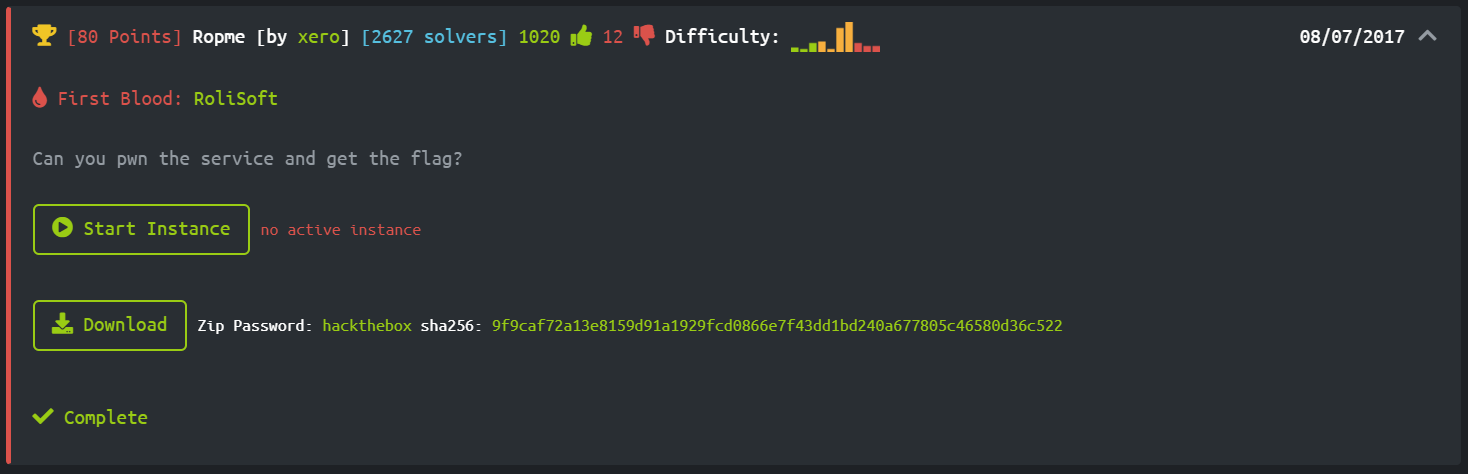 [80 Points] Ropme [by xero] [2627 solvers] 1020 12 Difficulty: 08/07/2017
First Blood: RoliSoft
Can you pwn the service and get the flag?
Start Instance no active instance
Download Zip Password: hackthebox sha256: 9f9caf72a13e8159d91a1929fcd0866e7f43dd1bd240a677805c46580d36c522
Complete